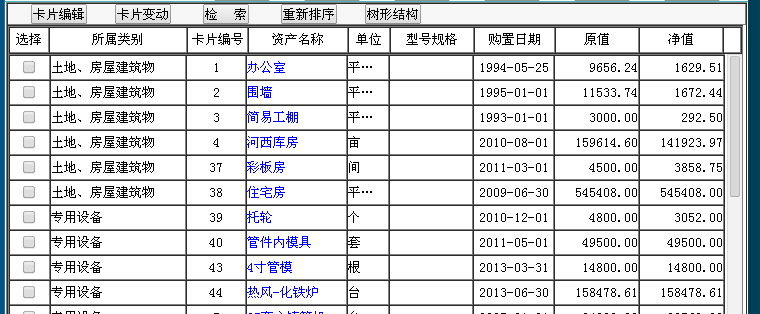 卡片编辑 卡片变动 检 索 重新排序 树形结构
选择 所属类别 卡片编号 资产名称 单位 型号规格 购置日期 原值 净值
土地、房屋建筑物 1 办公室 平… 1994-05-25 9656.24 1629.51
土地、房屋建筑物 2 围墙 平… 1995-01-01 11533.74 1672.44
土地、房屋建筑物 3 简易工棚 平… 1993-01-01 3000.00 292.50
土地、房屋建筑物 4 河西库房 亩 2010-08-01 159614.60 141923.97
土地、房屋建筑物 37 彩板房 间 2011-03-01 4500.00 3858.75
土地、房屋建筑物 38 住宅房 平… 2009-06-30 545408.00 545408.00
专用设备 39 托轮 个 2010-12-01 4800.00 3052.00
专用设备 40 管件内模具 套 2011-05-01 49500.00 49500.00
专用设备 43 4寸管模 根 2013-03-31 14800.00 14800.00
专用设备 44 热风-化铁炉 台 2013-06-30 158478.61 158478.61